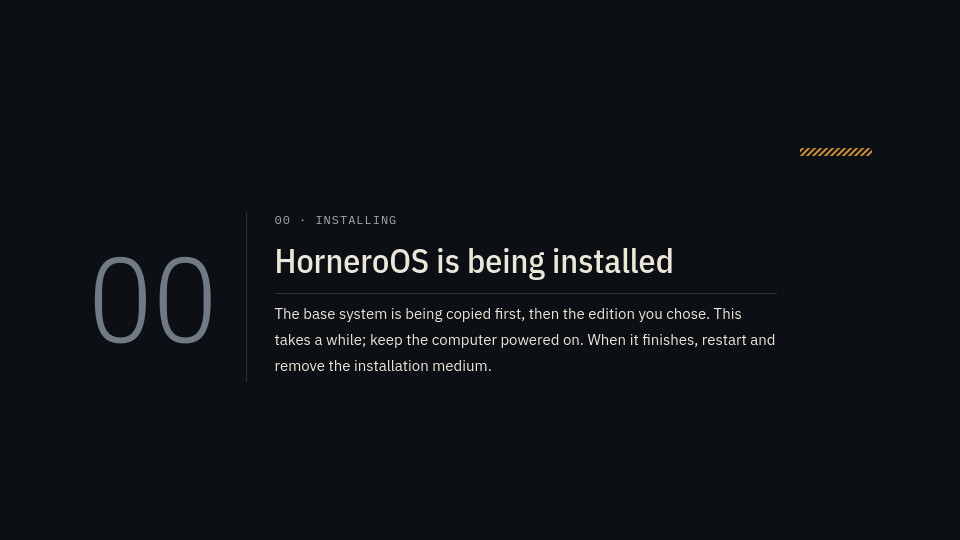 00
00 · INSTALLING
HorneroOS is being installed
The base system is being copied first, then the edition you chose. This
takes a while; keep the computer powered on. When it finishes, restart and
remove the installation medium.